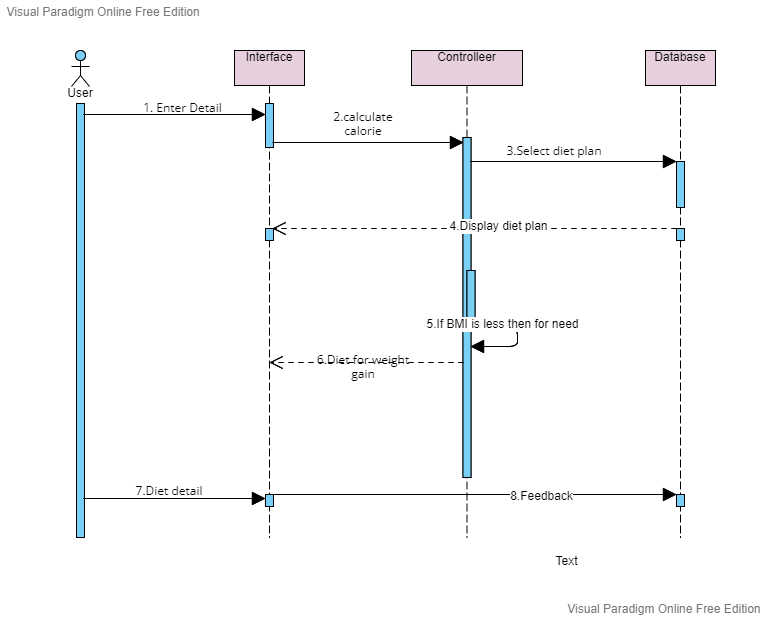 Visual Paradigm Online Free Edition
Interface
Controlleer
Database
User
1. Enter Detail
2.calculate
calorie
3.Select diet plan
4.Display diet plan
5.If BMI is less then for need
6.Diet for weight
gain
7.Diet detail
8.Feedback
Text
Visual Paradigm Online Free Edition